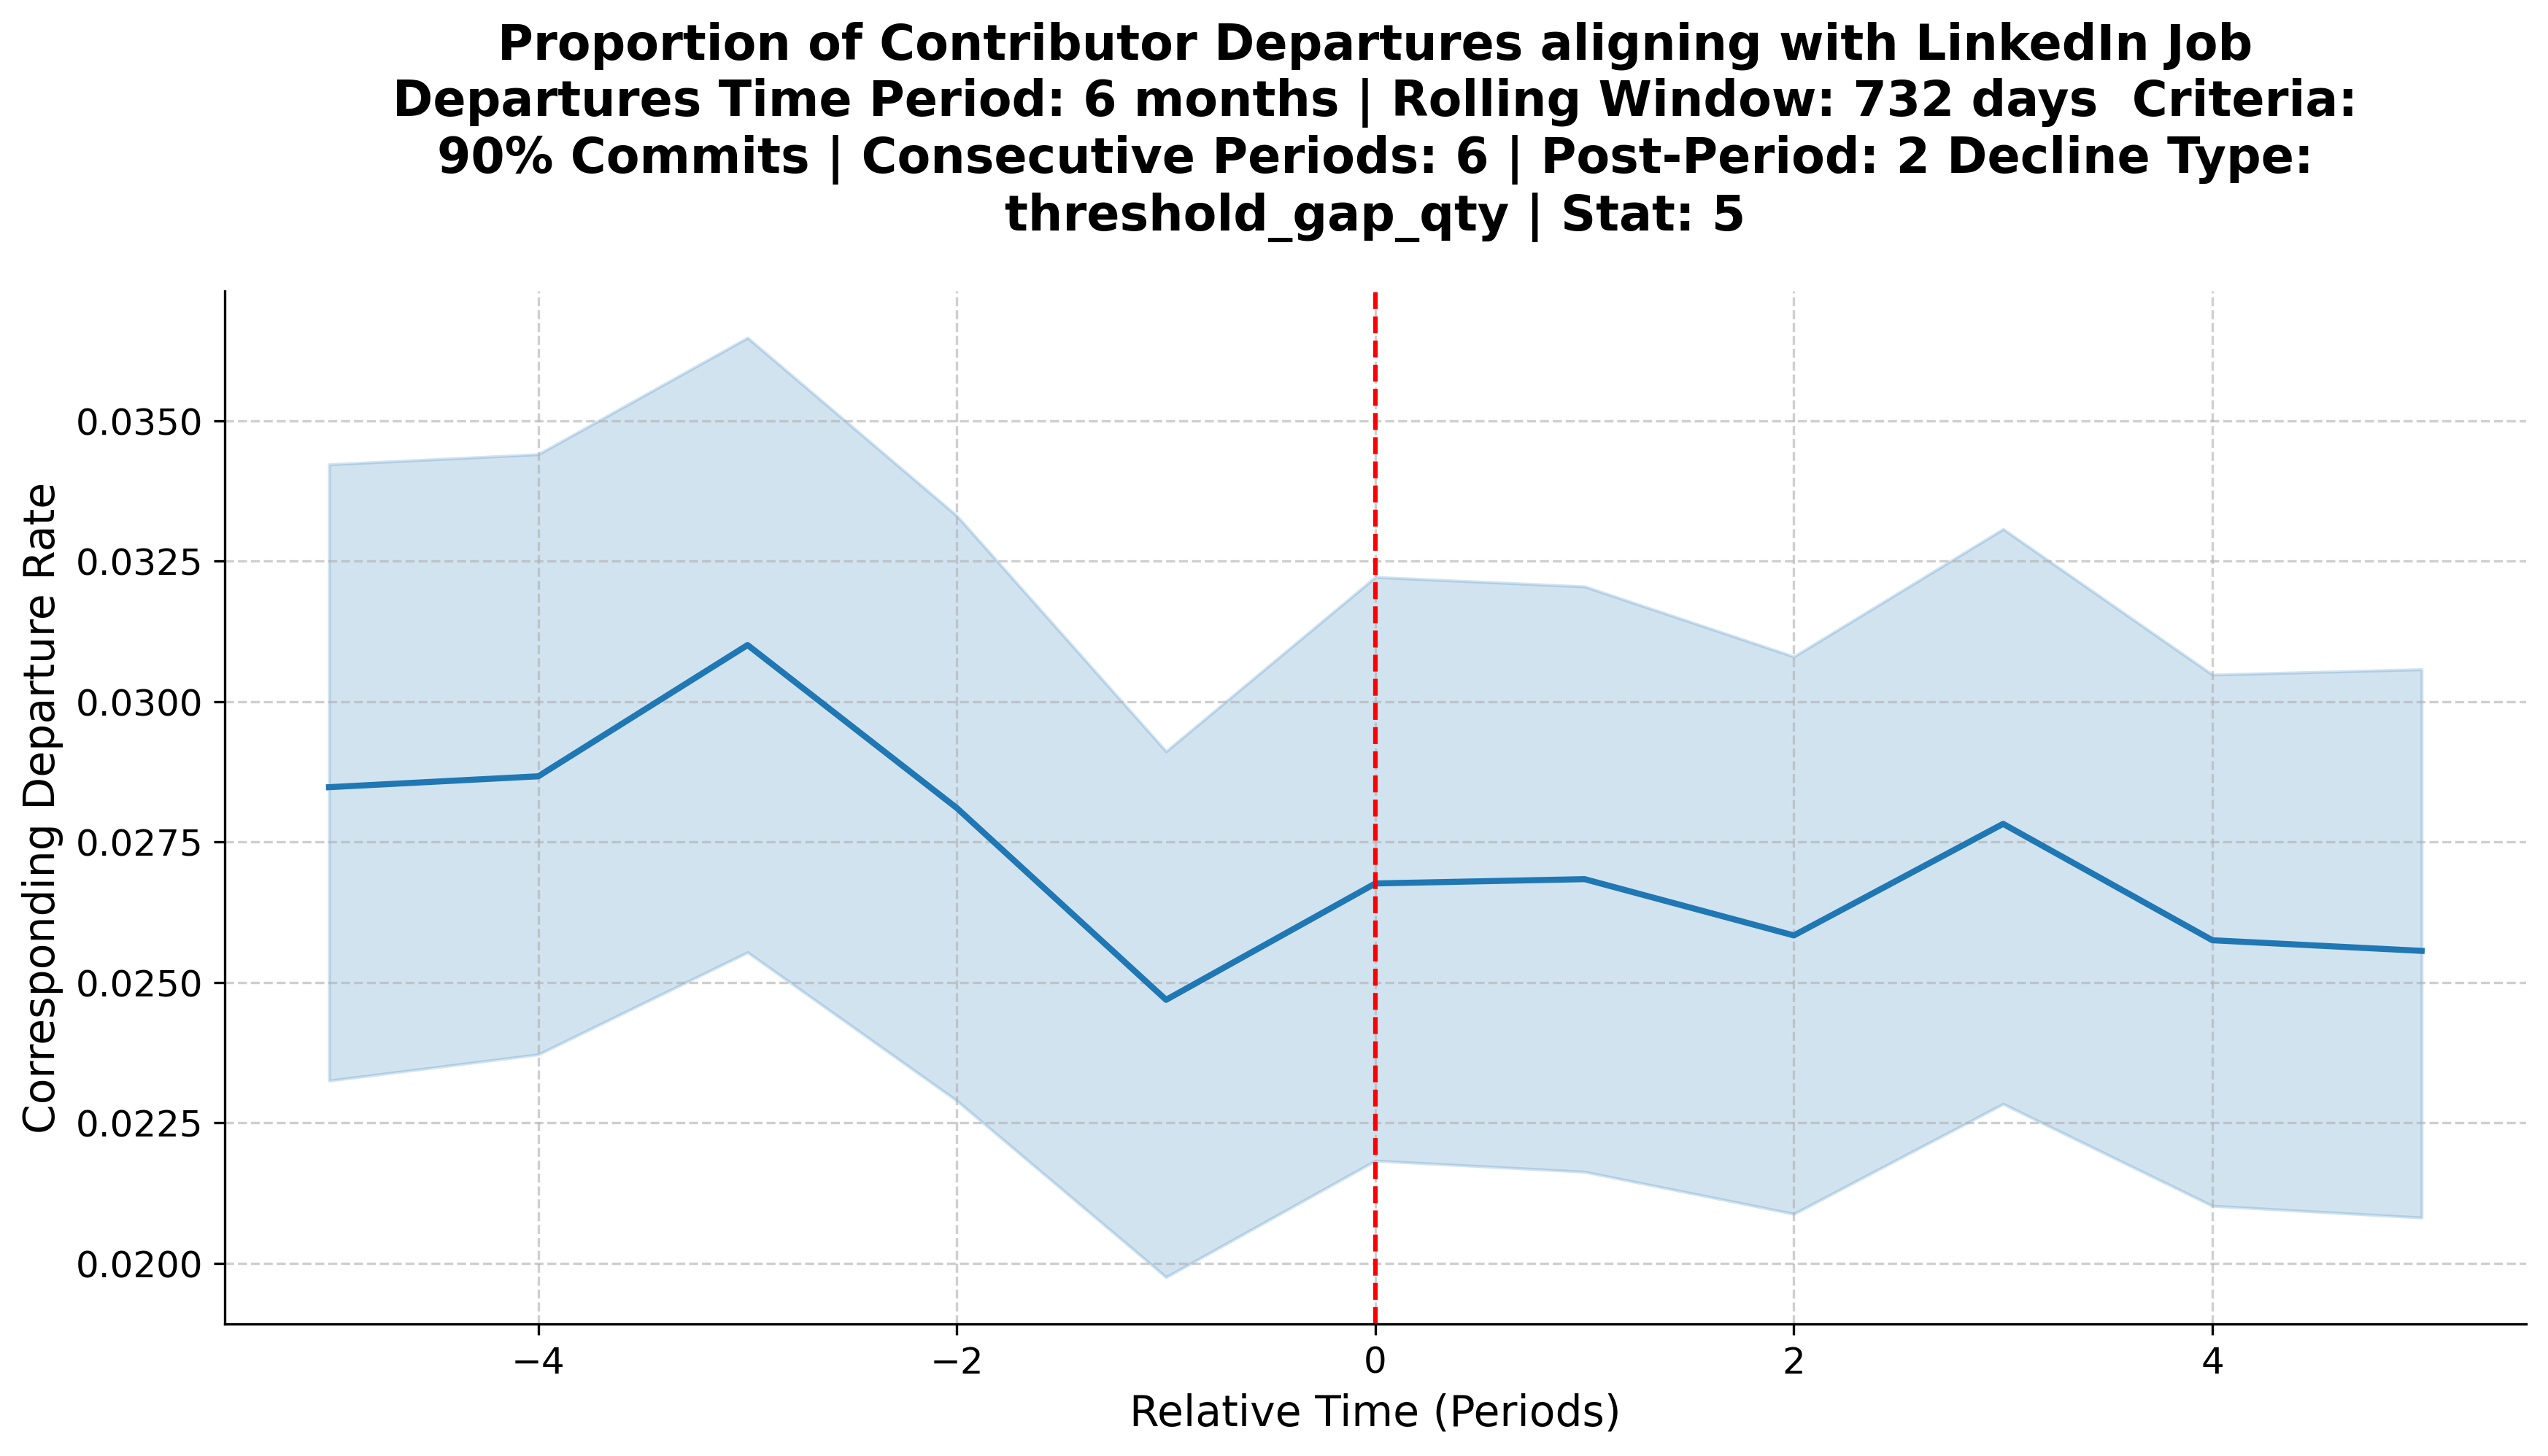 Proportion of Contributor Departures aligning with LinkedIn Job
Departures Time Period: 6 months | Rolling Window: 732 days  Criteria:
90% Commits | Consecutive Periods: 6 | Post-Period: 2 Decline Type:
threshold_gap_qty | Stat: 5
Corresponding Departure Rate
0.0350
0.0325
0.0300
0.0275
0.0250
0.0225
0.0200
−4
−2
0
2
4
Relative Time (Periods)